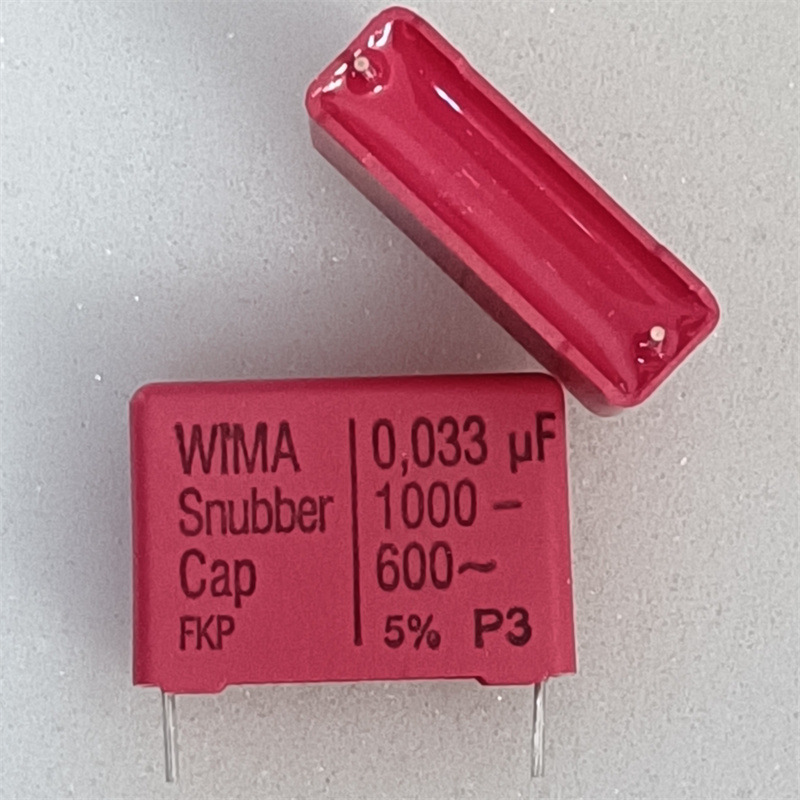 WIMA
Snubber
Cap
FKP
0,033 µF
1000 –
600~
5% P3